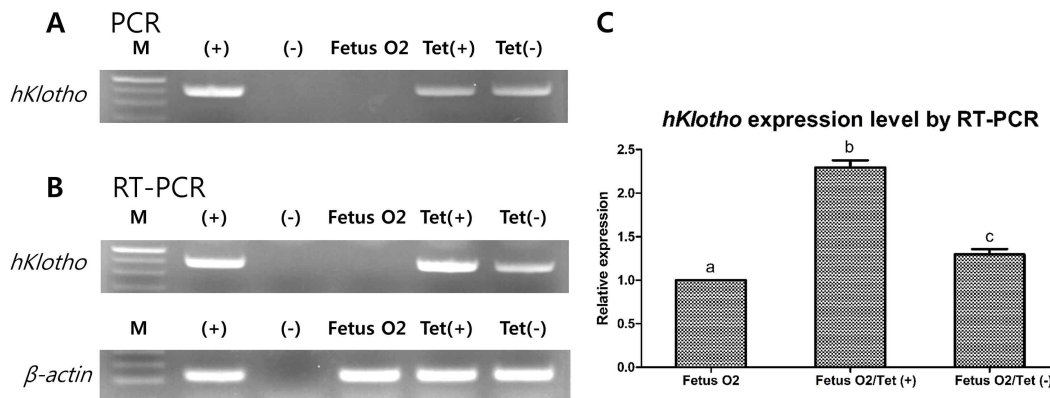 A PCR
M (+) (-) Fetus O2 Tet(+) Tet(-)
hKlotho
B RT-PCR
M (+) (-) Fetus O2 Tet(+) Tet(-)
hKlotho
M (+) (-) Fetus O2 Tet(+) Tet(-)
β-actin
C
hKlotho expression level by RT-PCR
Relative expression
2.5
2.0
1.5
1.0
0.5
0.0
a
b
c
Fetus O2
Fetus O2/Tet (+)
Fetus O2/Tet (-)